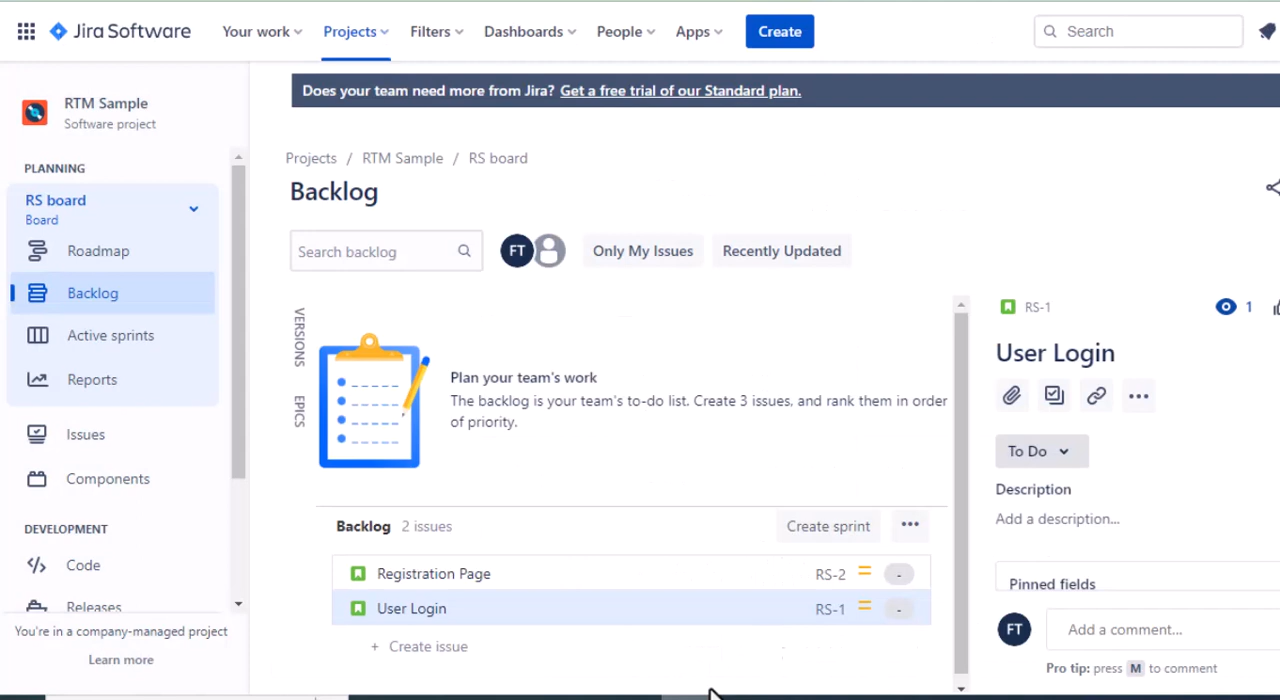 Jira Software
Your work
Projects
Filters
Dashboards
People
Apps
Create
Search
RTM Sample
Software project
PLANNING
RS board
Board
Roadmap
Backlog
Active sprints
Reports
Issues
Components
DEVELOPMENT
Code
Releases
You're in a company-managed project
Learn more
Does your team need more from Jira? Get a free trial of our Standard plan.
Projects / RTM Sample / RS board
Backlog
Search backlog
FT
Only My Issues
Recently Updated
VERSIONS
EPICS
Plan your team's work
The backlog is your team's to-do list. Create 3 issues, and rank them in order
of priority.
Backlog 2 issues
Create sprint
Registration Page RS-2 -
User Login RS-1 -
+ Create issue
RS-1
1
User Login
To Do
Description
Add a description...
Pinned fields
FT
Add a comment...
Pro tip: press M to comment